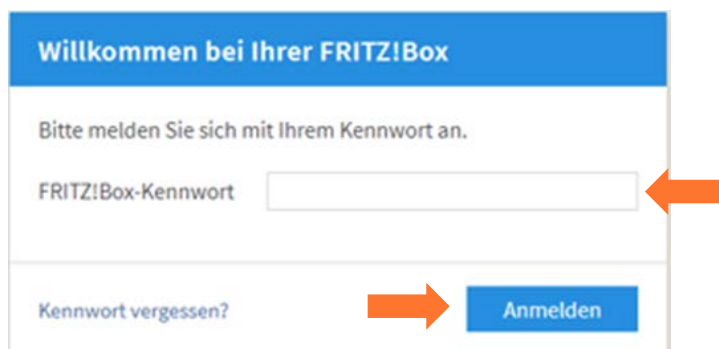 Willkommen bei Ihrer FRITZ!Box
Bitte melden Sie sich mit Ihrem Kennwort an.
FRITZ!Box-Kennwort
Kennwort vergessen?
Anmelden